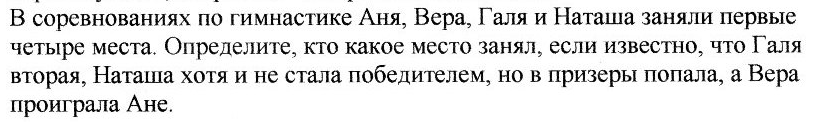 В соревнованиях по гимнастике Аня, Вера, Галя и Наташа заняли первые
четыре места. Определите, кто какое место занял, если известно, что Галя
вторая, Наташа хотя и не стала победителем, но в призеры попала, а Вера
проиграла Ане.